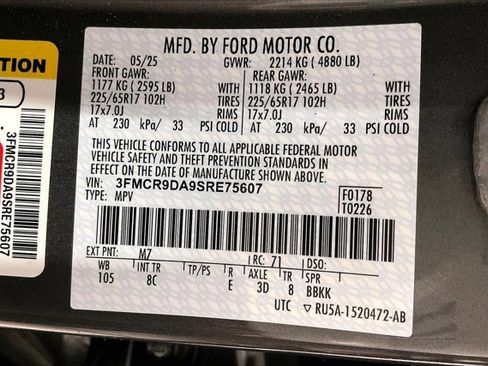 MFD. BY FORD MOTOR CO.
05/25 GVWR: 2214 KG ( 4880 LB)
FRONT GAWR: REAR GAWR:
1177 KG ( 2595 LB) 1118 KG ( 2465 LB)
225/65R17 102H TIRES 225/65R17 102H TIRES
17x7.0J RIMS 17x7.0J RIMS
AT 230 kPa/ 33 PSI COLD AT 230 kPa/ 33 PSI COLD
THIS VEHICLE CONFORMS TO ALL APPLICABLE FEDERAL MOTOR
VEHICLE SAFETY AND THEFT PREVENTION STANDARDS IN
EFFECT ON THE DATE OF MANUFACTURE SHOWN ABOVE.
VIN: 3FMCR9DA9SRE75607 F0178
TYPE: MPV T0226
EXT PNT: M7 RC: 71 DSO:
WB INT TR TP/PS R AXLE TR SPR
105 8C E 3D 8 BBKK
UTC RU5A-1520472-AB
3FMCR9DA9SRE75607